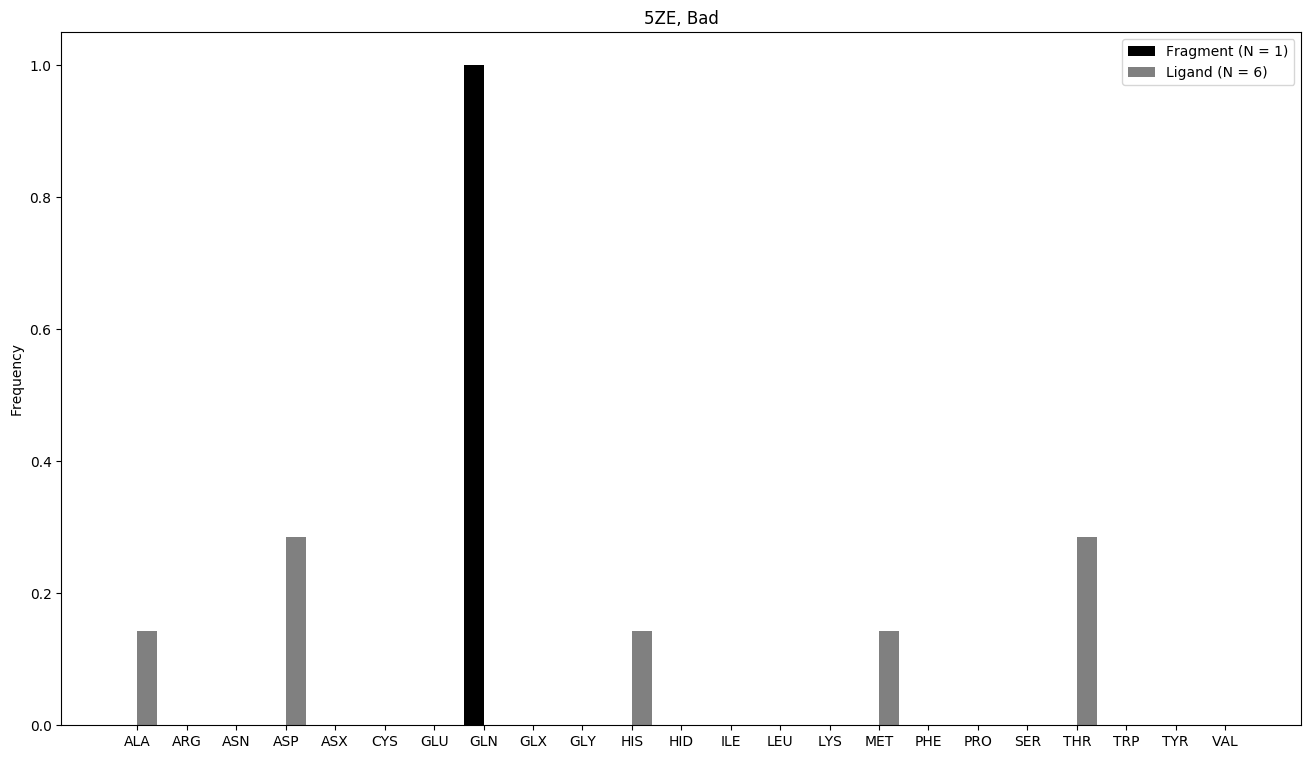 5ZE, Bad
Fragment (N = 1)
Ligand (N = 6)
Frequency
1.0
0.8
0.6
0.4
0.2
0.0
ALA ARG ASN ASP ASX CYS GLU GLN GLX GLY HIS HID ILE LEU LYS MET PHE PRO SER THR TRP TYR VAL